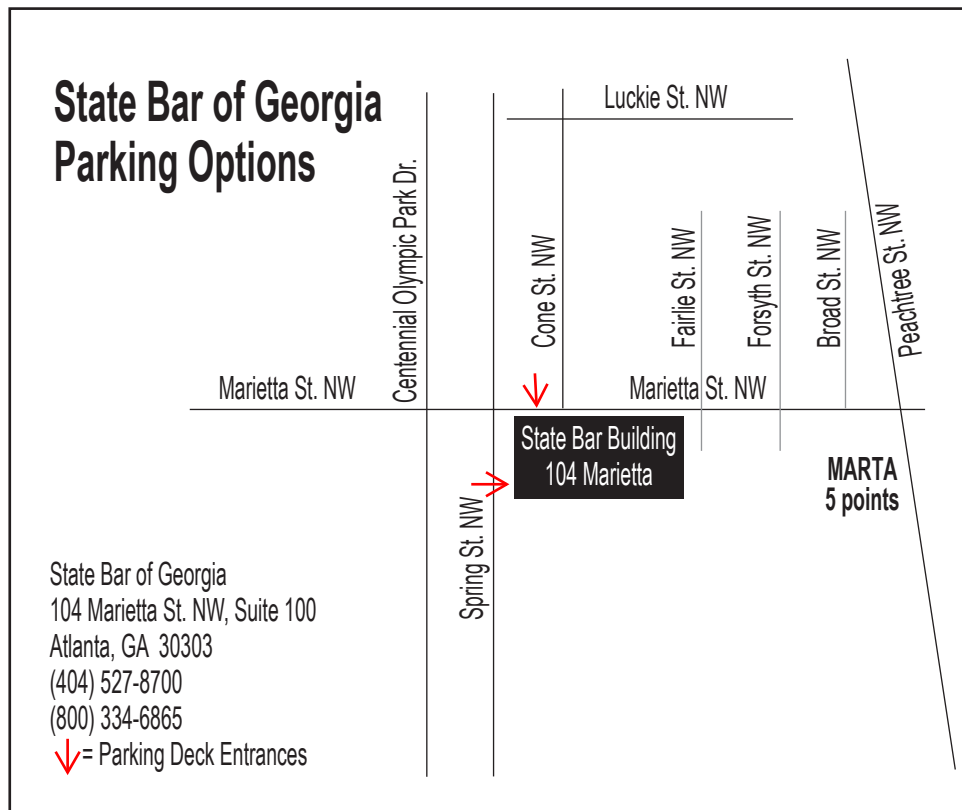 State Bar of Georgia
Parking Options
Luckie St. NW
Centennial Olympic Park Dr.
Cone St. NW
Fairlie St. NW
Forsyth St. NW
Broad St. NW
Peachtree St. NW
Marietta St. NW
Marietta St. NW
State Bar Building
104 Marietta
MARTA
5 points
Spring St. NW
State Bar of Georgia
104 Marietta St. NW, Suite 100
Atlanta, GA  30303
(404) 527-8700
(800) 334-6865
= Parking Deck Entrances